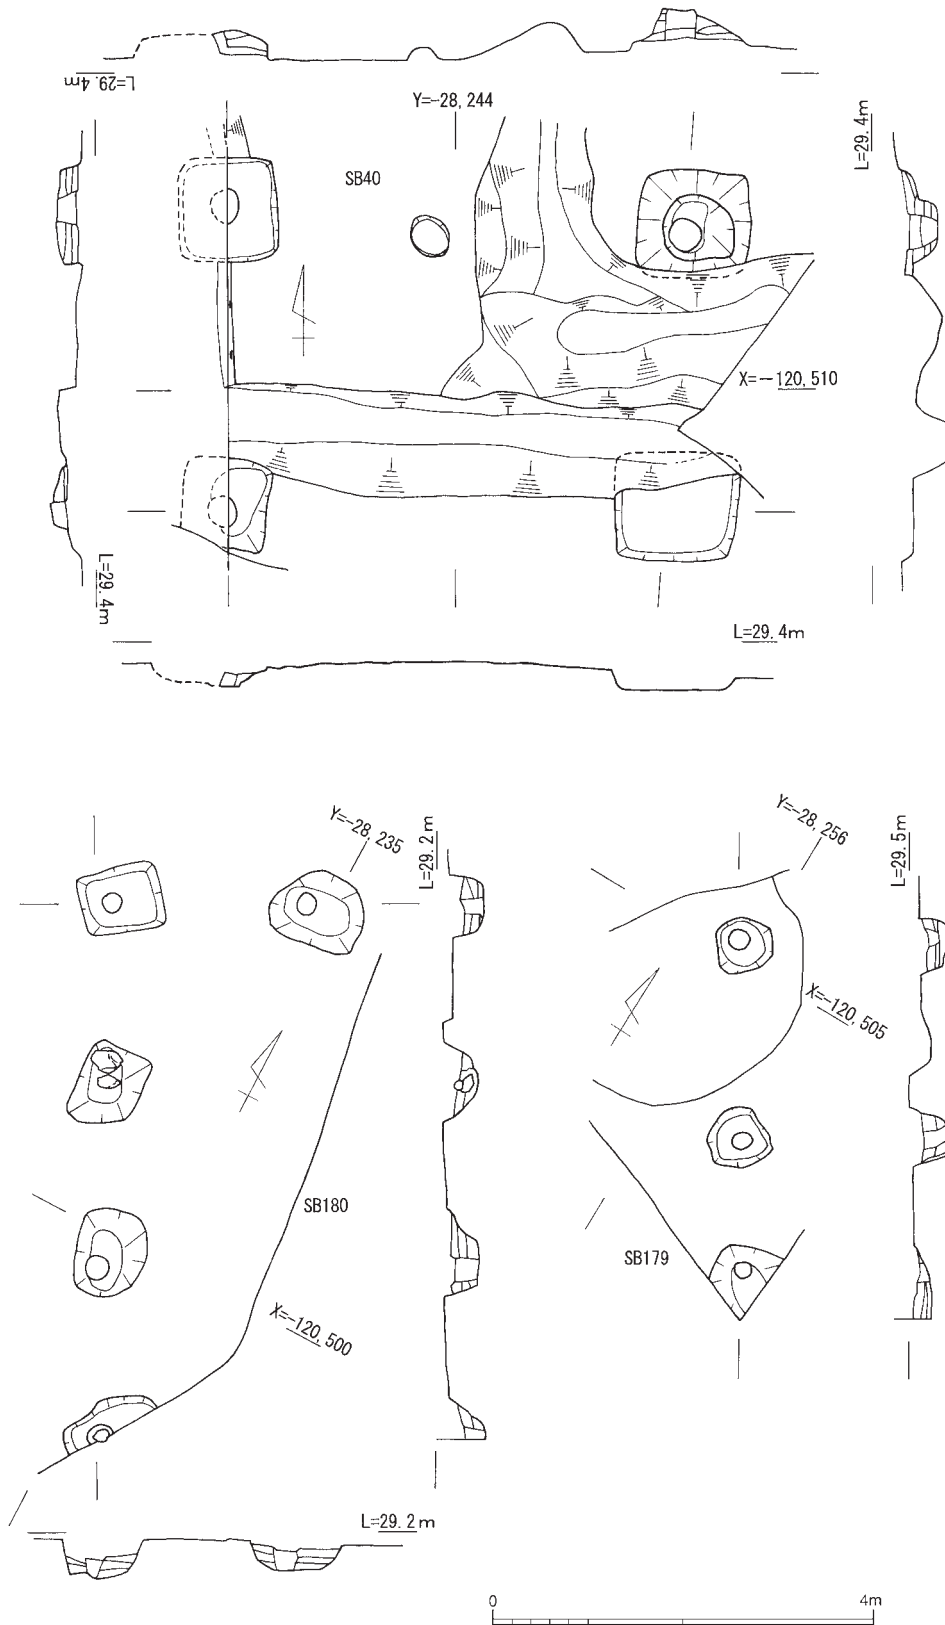 L=29.4m
Y=-28,244
L=29.4m
SB40
X=-120,510
L=29.4m
L=29.4m
Y=-28,235
L=29.2m
Y=-28,256
L=29.5m
X=-120,505
SB180
SB179
X=-120,500
L=29.2m
0 4m